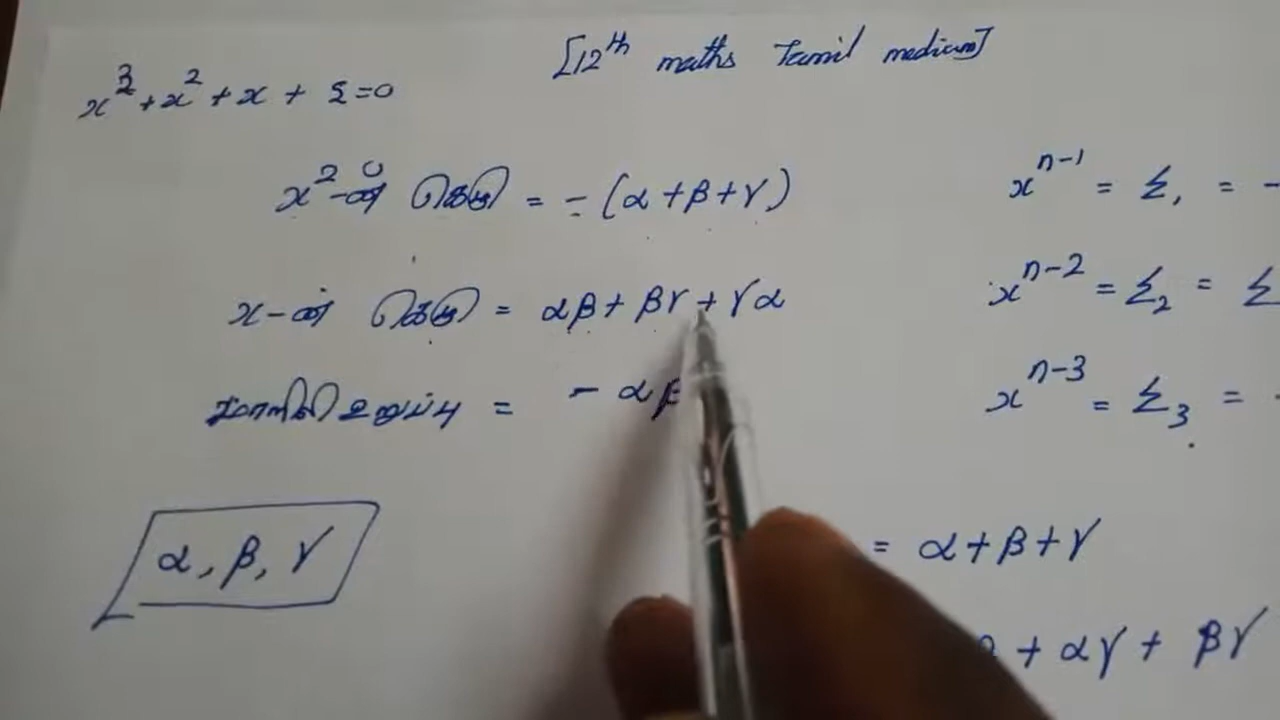 [12th maths Tamil medium]
x³ + x² + x + 5 = 0
x²-ன் கெழு = -(α + β + γ)
x-ன் கெழு = αβ + βγ + γα
மாறிலி உறுப்பு = - αβ
α, β, γ
xⁿ⁻¹ = Σ₁ = -
xⁿ⁻² = Σ₂ = Σ
xⁿ⁻³ = Σ₃ = -
= α + β + γ
+ αγ + βγ